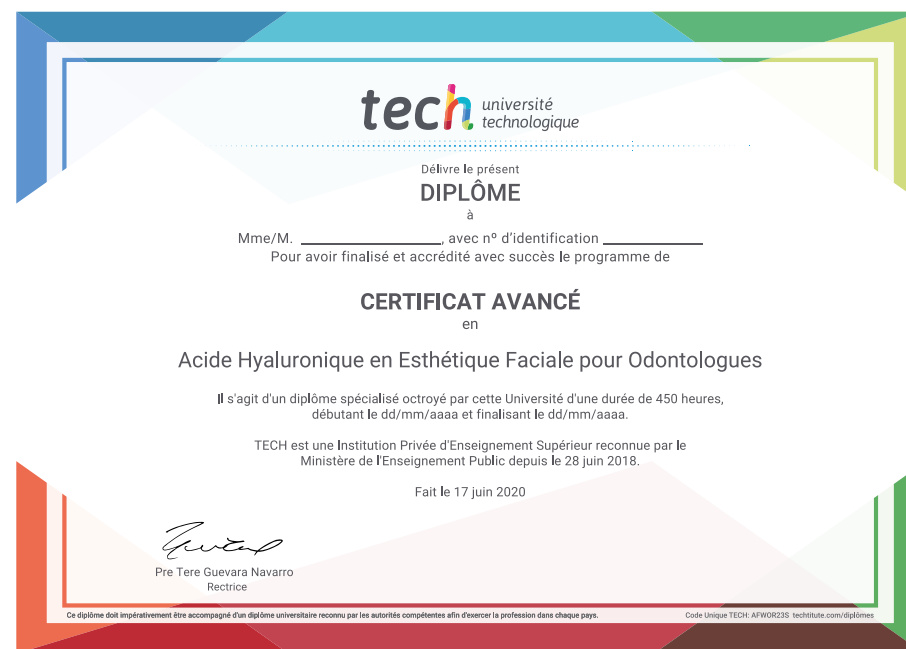 tech université
technologique
Délivre le présent
DIPLÔME
à
Mme/M. ____________________, avec nº d'identification ______________
Pour avoir finalisé et accrédité avec succès le programme de
CERTIFICAT AVANCÉ
en
Acide Hyaluronique en Esthétique Faciale pour Odontologues
Il s'agit d'un diplôme spécialisé octroyé par cette Université d'une durée de 450 heures,
débutant le dd/mm/aaaa et finalisant le dd/mm/aaaa.
TECH est une Institution Privée d'Enseignement Supérieur reconnue par le
Ministère de l'Enseignement Public depuis le 28 juin 2018.
Fait le 17 juin 2020
Pre Tere Guevara Navarro
Rectrice
Ce diplôme doit impérativement être accompagné d'un diplôme universitaire reconnu par les autorités compétentes afin d'exercer la profession dans chaque pays.
Code Unique TECH: AFWOR23S techtitute.com/diplômes